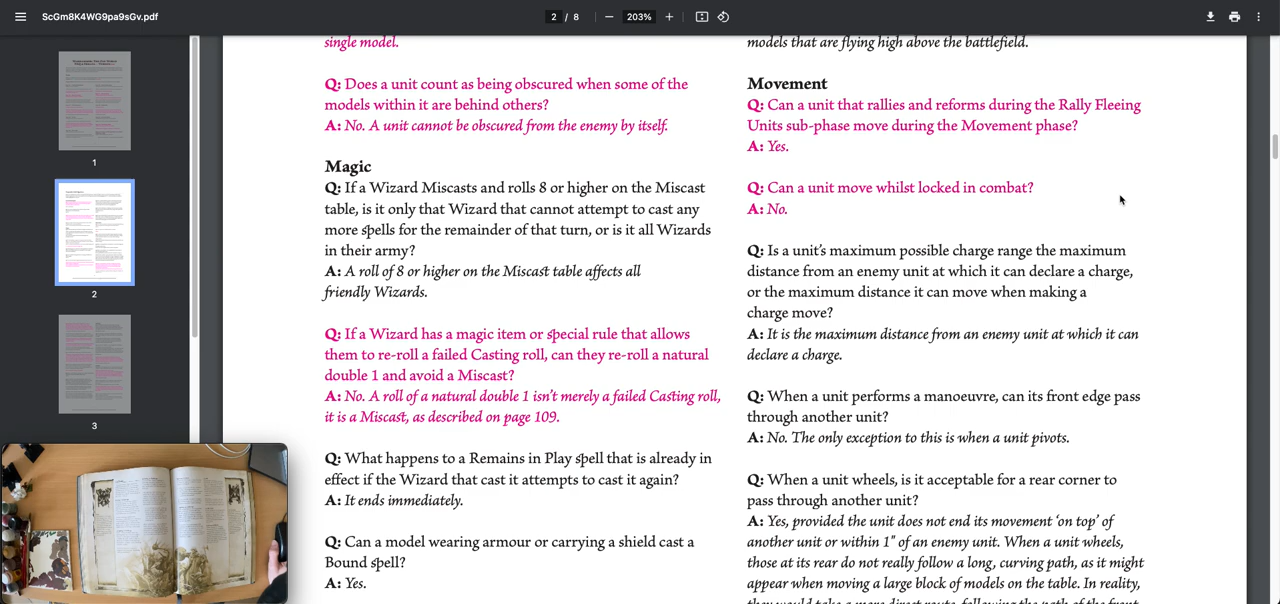 ScGm8K4WG9pa9sGv.pdf
2 / 8
203%
1
2
3
single model.
Q: Does a unit count as being obscured when some of the
models within it are behind others?
A: No. A unit cannot be obscured from the enemy by itself.
Magic
Q: If a Wizard Miscasts and rolls 8 or higher on the Miscast
table, is it only that Wizard that cannot attempt to cast any
more spells for the remainder of that turn, or is it all Wizards
in their army?
A: A roll of 8 or higher on the Miscast table affects all
friendly Wizards.
Q: If a Wizard has a magic item or special rule that allows
them to re-roll a failed Casting roll, can they re-roll a natural
double 1 and avoid a Miscast?
A: No. A roll of a natural double 1 isn't merely a failed Casting roll,
it is a Miscast, as described on page 109.
Q: What happens to a Remains in Play spell that is already in
effect if the Wizard that cast it attempts to cast it again?
A: It ends immediately.
Q: Can a model wearing armour or carrying a shield cast a
Bound spell?
A: Yes.
models that are flying high above the battlefield.
Movement
Q: Can a unit that rallies and reforms during the Rally Fleeing
Units sub-phase move during the Movement phase?
A: Yes.
Q: Can a unit move whilst locked in combat?
A: No.
Q: Is a unit's maximum possible charge range the maximum
distance from an enemy unit at which it can declare a charge,
or the maximum distance it can move when making a
charge move?
A: It is the maximum distance from an enemy unit at which it can
declare a charge.
Q: When a unit performs a manoeuvre, can its front edge pass
through another unit?
A: No. The only exception to this is when a unit pivots.
Q: When a unit wheels, is it acceptable for a rear corner to
pass through another unit?
A: Yes, provided the unit does not end its movement 'on top' of
another unit or within 1" of an enemy unit. When a unit wheels,
those at its rear do not really follow a long, curving path, as it might
appear when moving a large block of models on the table. In reality,
they would take a more direct route, following the path of the front